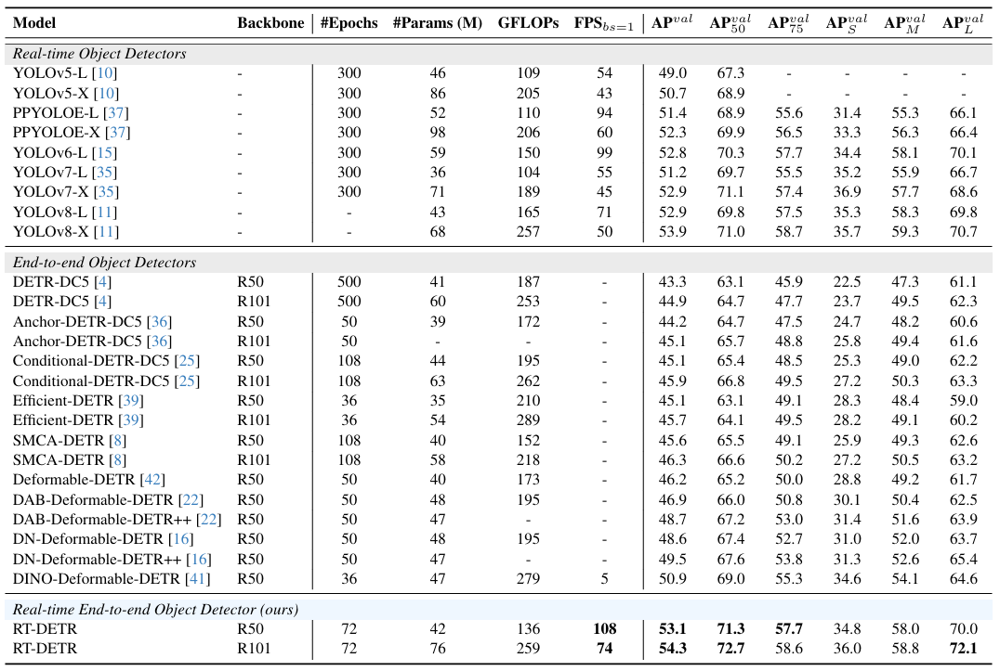 Model Backbone #Epochs #Params (M) GFLOPs FPS_bs=1 AP^val AP^val_50 AP^val_75 AP^val_S AP^val_M AP^val_L
Real-time Object Detectors
YOLOv5-L [10] - 300 46 109 54 49.0 67.3 - - - -
YOLOv5-X [10] - 300 86 205 43 50.7 68.9 - - - -
PPYOLOE-L [37] - 300 52 110 94 51.4 68.9 55.6 31.4 55.3 66.1
PPYOLOE-X [37] - 300 98 206 60 52.3 69.9 56.5 33.3 56.3 66.4
YOLOv6-L [15] - 300 59 150 99 52.8 70.3 57.7 34.4 58.1 70.1
YOLOv7-L [35] - 300 36 104 55 51.2 69.7 55.5 35.2 55.9 66.7
YOLOv7-X [35] - 300 71 189 45 52.9 71.1 57.4 36.9 57.7 68.6
YOLOv8-L [11] - - 43 165 71 52.9 69.8 57.5 35.3 58.3 69.8
YOLOv8-X [11] - - 68 257 50 53.9 71.0 58.7 35.7 59.3 70.7
End-to-end Object Detectors
DETR-DC5 [4] R50 500 41 187 - 43.3 63.1 45.9 22.5 47.3 61.1
DETR-DC5 [4] R101 500 60 253 - 44.9 64.7 47.7 23.7 49.5 62.3
Anchor-DETR-DC5 [36] R50 50 39 172 - 44.2 64.7 47.5 24.7 48.2 60.6
Anchor-DETR-DC5 [36] R101 50 - - - 45.1 65.7 48.8 25.8 49.4 61.6
Conditional-DETR-DC5 [25] R50 108 44 195 - 45.1 65.4 48.5 25.3 49.0 62.2
Conditional-DETR-DC5 [25] R101 108 63 262 - 45.9 66.8 49.5 27.2 50.3 63.3
Efficient-DETR [39] R50 36 35 210 - 45.1 63.1 49.1 28.3 48.4 59.0
Efficient-DETR [39] R101 36 54 289 - 45.7 64.1 49.5 28.2 49.1 60.2
SMCA-DETR [8] R50 108 40 152 - 45.6 65.5 49.1 25.9 49.3 62.6
SMCA-DETR [8] R101 108 58 218 - 46.3 66.6 50.2 27.2 50.5 63.2
Deformable-DETR [42] R50 50 40 173 - 46.2 65.2 50.0 28.8 49.2 61.7
DAB-Deformable-DETR [22] R50 50 48 195 - 46.9 66.0 50.8 30.1 50.4 62.5
DAB-Deformable-DETR++ [22] R50 50 47 - - 48.7 67.2 53.0 31.4 51.6 63.9
DN-Deformable-DETR [16] R50 50 48 195 - 48.6 67.4 52.7 31.0 52.0 63.7
DN-Deformable-DETR++ [16] R50 50 47 - - 49.5 67.6 53.8 31.3 52.6 65.4
DINO-Deformable-DETR [41] R50 36 47 279 5 50.9 69.0 55.3 34.6 54.1 64.6
Real-time End-to-end Object Detector (ours)
RT-DETR R50 72 42 136 108 53.1 71.3 57.7 34.8 58.0 70.0
RT-DETR R101 72 76 259 74 54.3 72.7 58.6 36.0 58.8 72.1